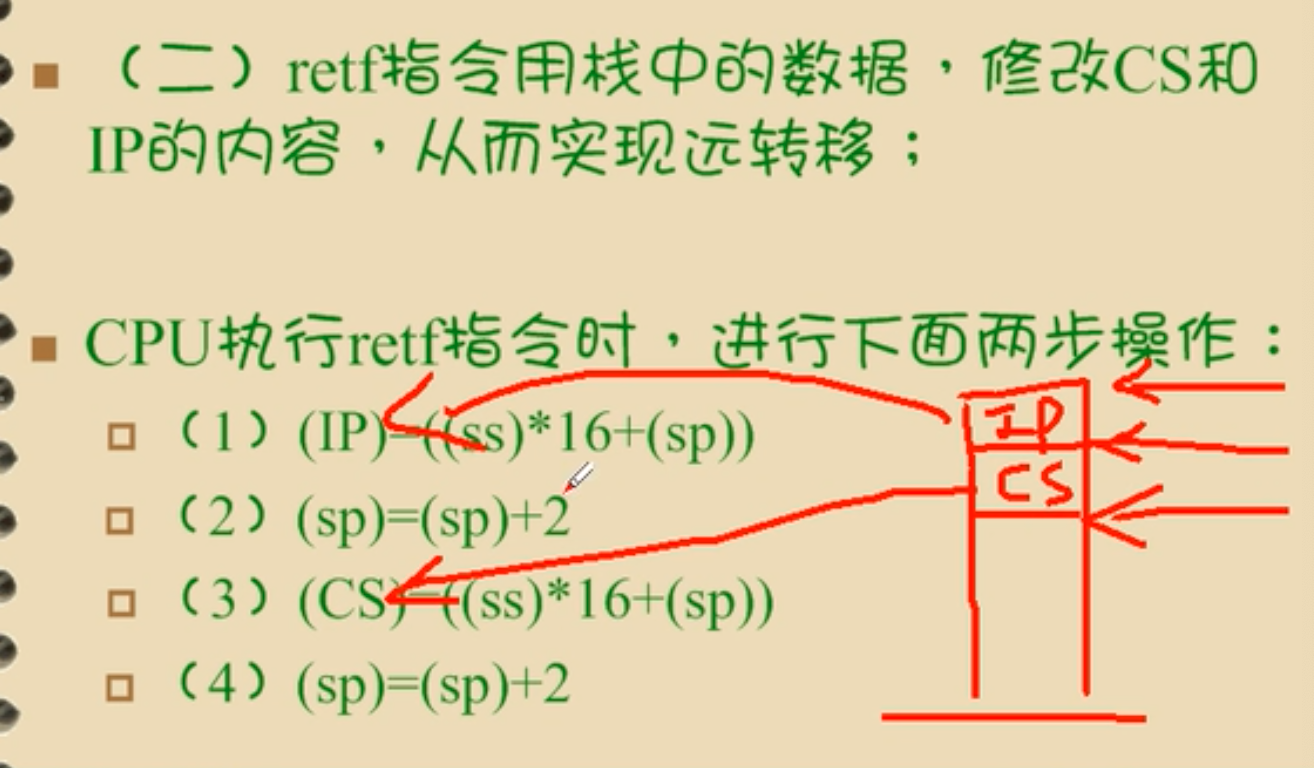 （二）retf指令用栈中的数据，修改CS和
IP的内容，从而实现远转移；
CPU执行retf指令时，进行下面两步操作：
（1）(IP)=((ss)*16+(sp))
（2）(sp)=(sp)+2
（3）(CS)=((ss)*16+(sp))
（4）(sp)=(sp)+2
IP
CS